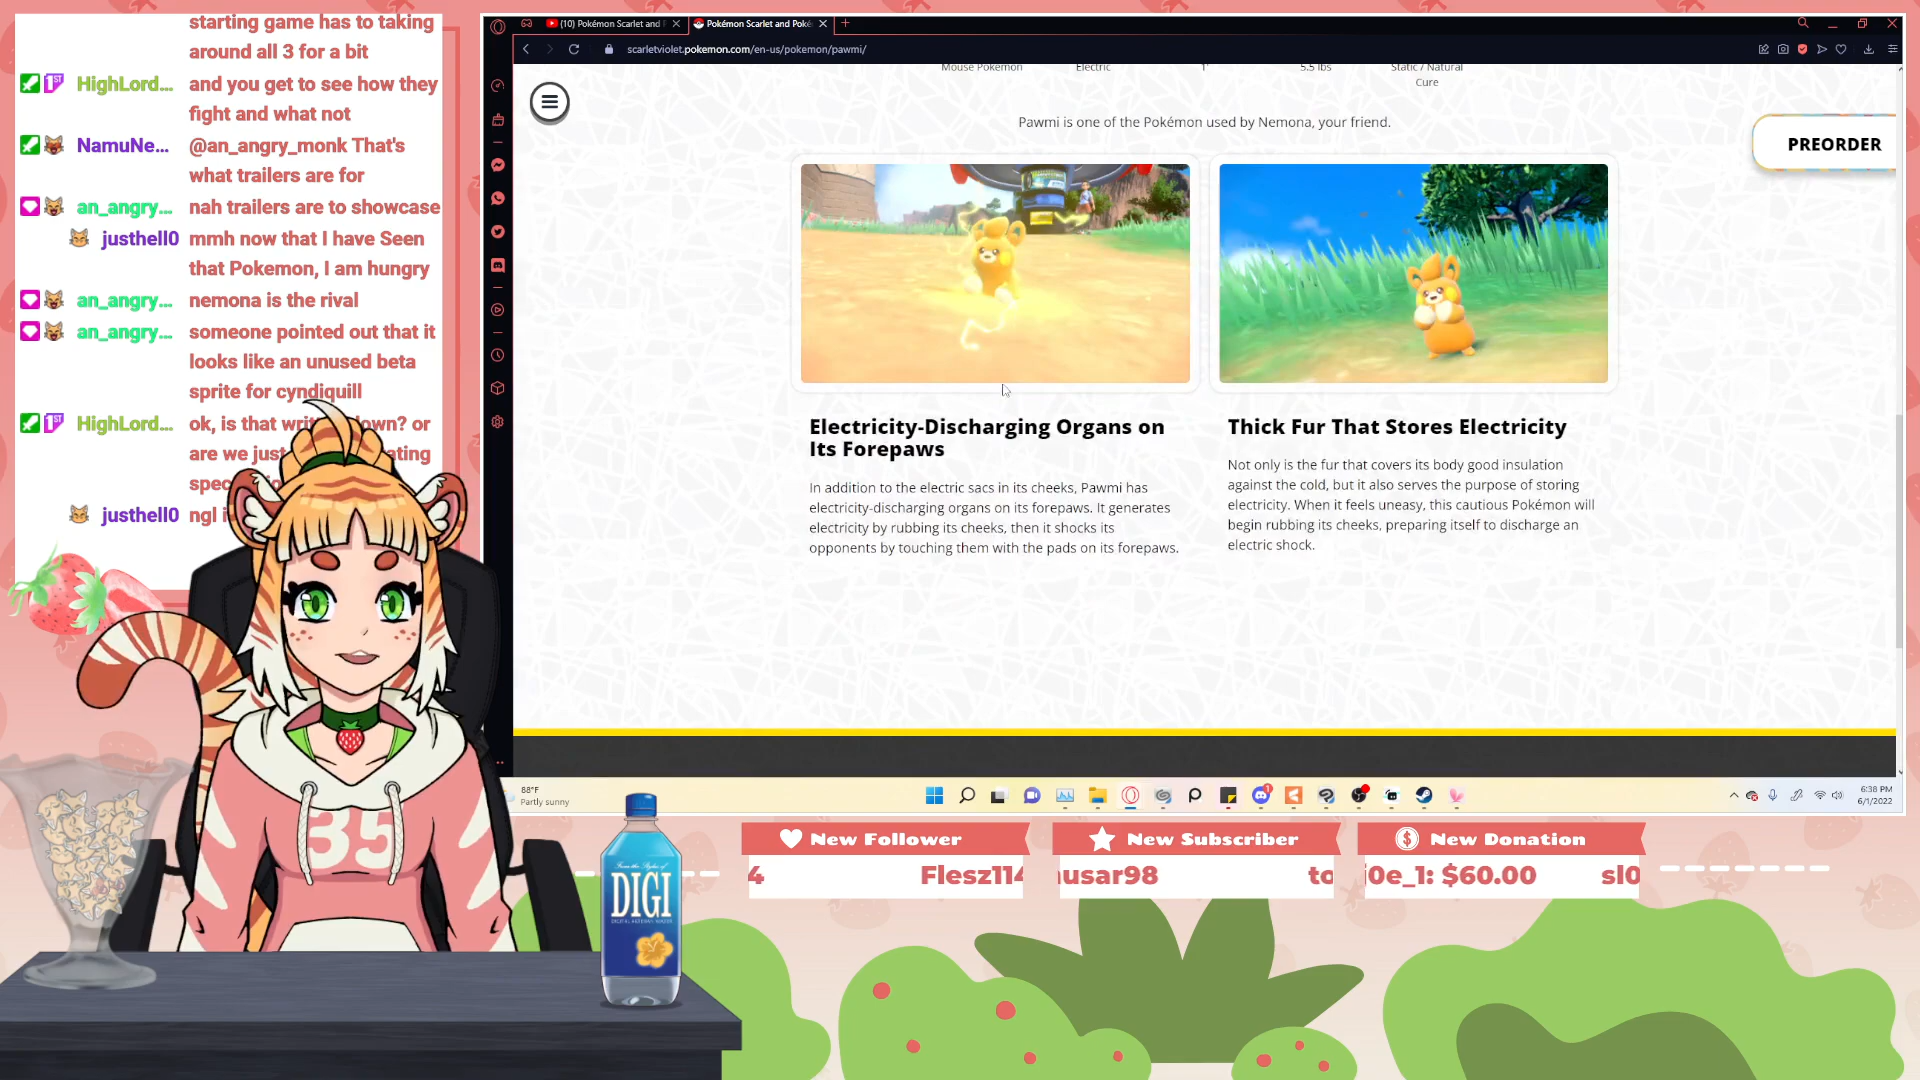 starting game has to taking
around all 3 for a bit
HighLord... and you get to see how they
fight and what not
NamuNe... @an_angry_monk That's
what trailers are for
an_angry... nah trailers are to showcase
justhell0 mmh now that I have Seen
that Pokemon, I am hungry
an_angry... nemona is the rival
an_angry... someone pointed out that it
looks like an unused beta
sprite for cyndiquill
HighLord... ok, is that own? or
are we just ating
spec
justhell0 ngl
(10) Pokémon Scarlet and
Pokémon Scarlet and Poké
scarletviolet.pokemon.com/en-us/pokemon/pawmi/
Mouse Pokémon Electric 1' 5.5 lbs Static / Natural
Cure
Pawmi is one of the Pokémon used by Nemona, your friend.
PREORDER
Electricity-Discharging Organs on
Its Forepaws
In addition to the electric sacs in its cheeks, Pawmi has
electricity-discharging organs on its forepaws. It generates
electricity by rubbing its cheeks, then it shocks its
opponents by touching them with the pads on its forepaws.
Thick Fur That Stores Electricity
Not only is the fur that covers its body good insulation
against the cold, but it also serves the purpose of storing
electricity. When it feels uneasy, this cautious Pokémon will
begin rubbing its cheeks, preparing itself to discharge an
electric shock.
88°F
Partly sunny
6:38 PM
6/1/2022
35
DIGI
New Follower
4 Flesz114
New Subscriber
usar98 to
New Donation
0e_1: $60.00 sl0